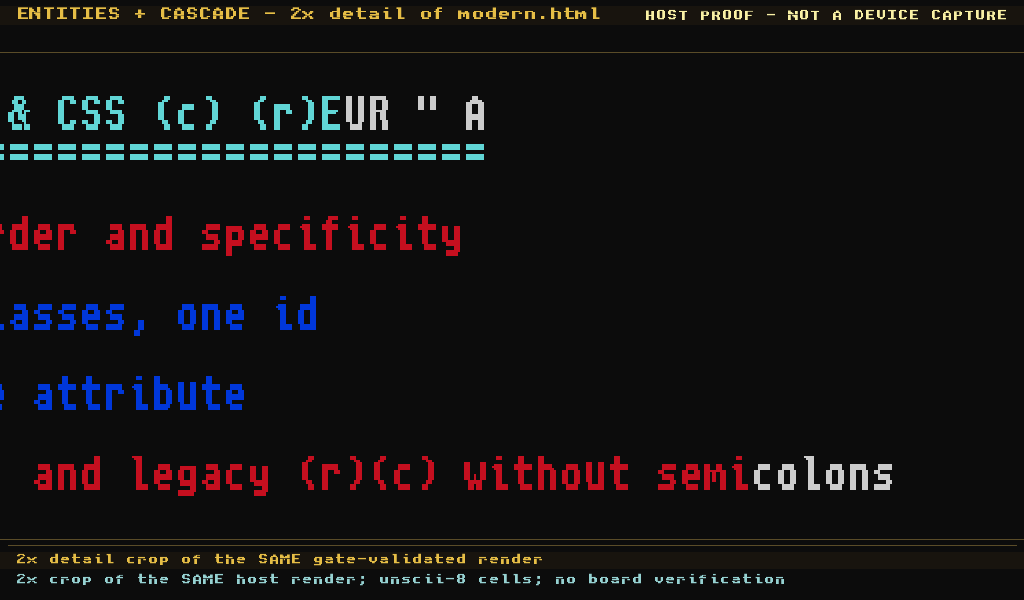 ENTITIES + CASCADE - 2x detail of modern.html
HOST PROOF - NOT A DEVICE CAPTURE
& CSS (c) (r)EUR " A
=====================
rder and specificity
lasses, one id
e attribute
and legacy (r)(c) without semicolons
2x detail crop of the SAME gate-validated render
2x crop of the SAME host render; unscii-8 cells; no board verification